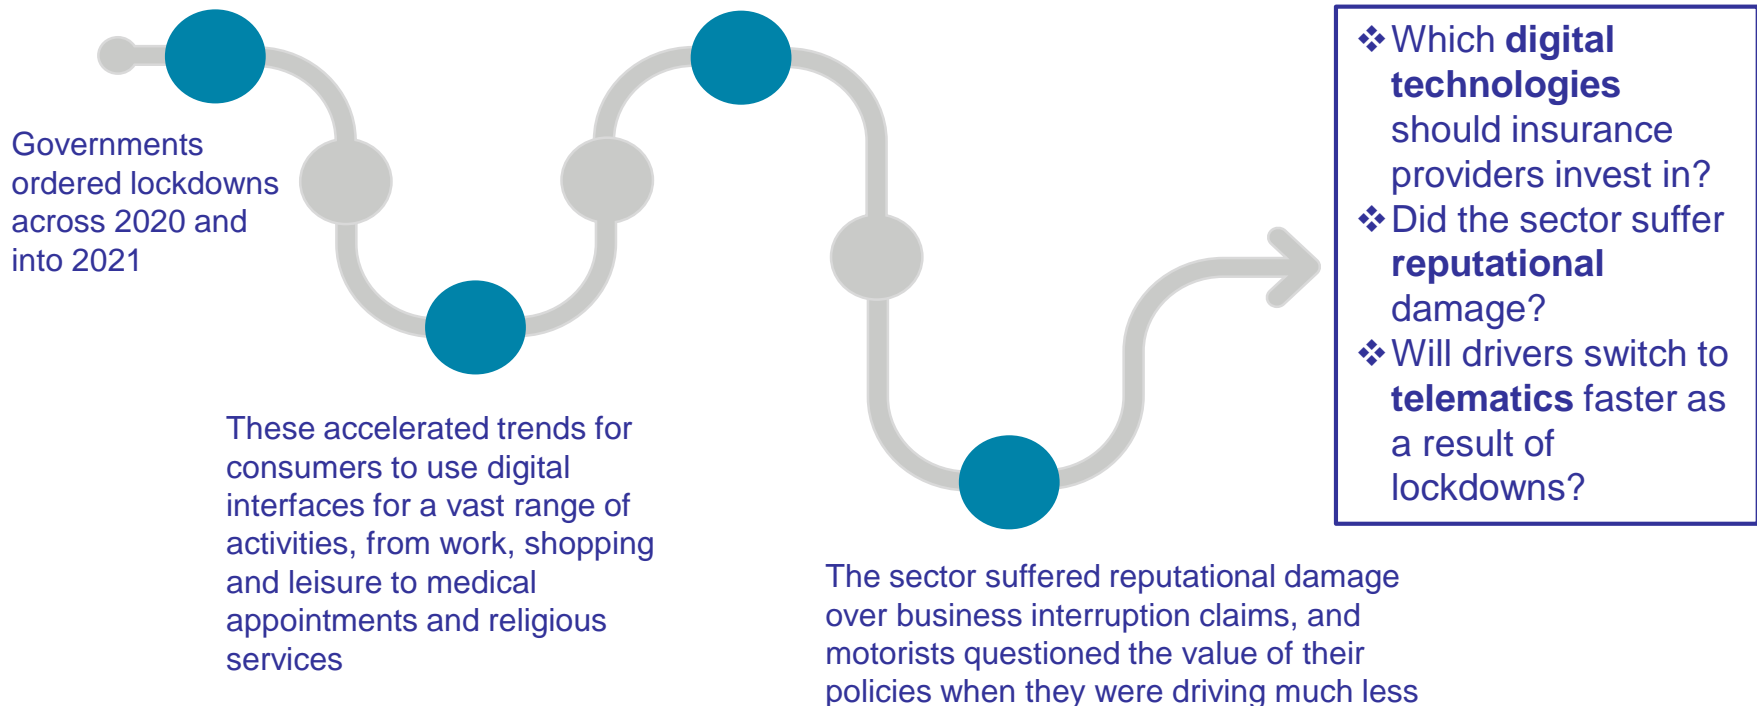 Governments
ordered lockdowns
across 2020 and
into 2021
These accelerated trends for
consumers to use digital
interfaces for a vast range of
activities, from work, shopping
and leisure to medical
appointments and religious
services
The sector suffered reputational damage
over business interruption claims, and
motorists questioned the value of their
policies when they were driving much less
❖Which digital
technologies
should insurance
providers invest in?
❖Did the sector suffer
reputational
damage?
❖Will drivers switch to
telematics faster as
a result of
lockdowns?